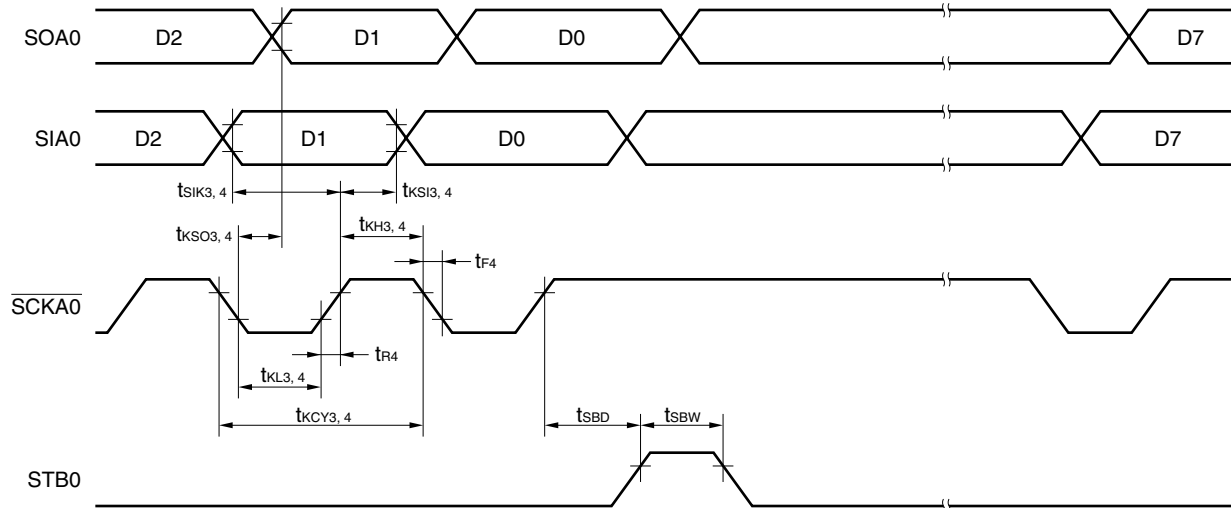 SOA0 D2 D1 D0 D7
SIA0 D2 D1 D0 D7
tSIK3, 4 tKSI3, 4
tKSO3, 4 tKH3, 4
tF4
SCKA0
tR4
tKL3, 4
tKCY3, 4 tSBD tSBW
STB0